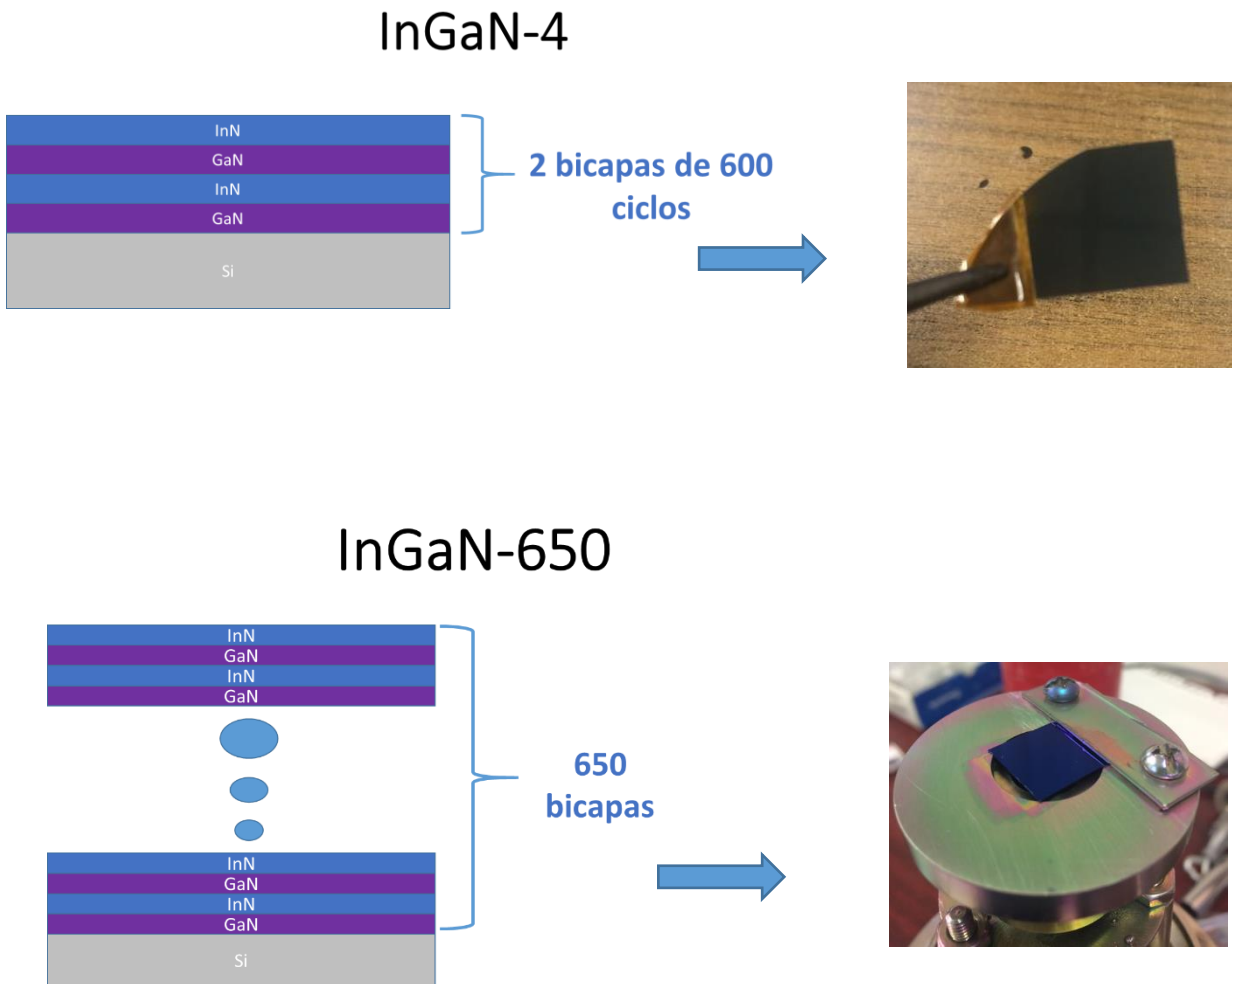 InGaN-4
InN
GaN
InN
GaN
Si
2 bicapas de 600
ciclos
InGaN-650
InN
GaN
InN
GaN
650
bicapas
InN
GaN
InN
GaN
Si